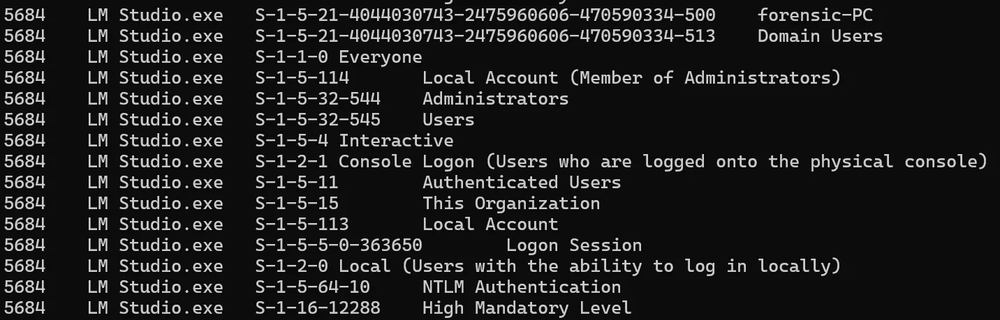 5684 LM Studio.exe S-1-5-21-4044030743-2475960606-470590334-500 forensic-PC
5684 LM Studio.exe S-1-5-21-4044030743-2475960606-470590334-513 Domain Users
5684 LM Studio.exe S-1-1-0 Everyone
5684 LM Studio.exe S-1-5-114 Local Account (Member of Administrators)
5684 LM Studio.exe S-1-5-32-544 Administrators
5684 LM Studio.exe S-1-5-32-545 Users
5684 LM Studio.exe S-1-5-4 Interactive
5684 LM Studio.exe S-1-2-1 Console Logon (Users who are logged onto the physical console)
5684 LM Studio.exe S-1-5-11 Authenticated Users
5684 LM Studio.exe S-1-5-15 This Organization
5684 LM Studio.exe S-1-5-113 Local Account
5684 LM Studio.exe S-1-5-5-0-363650 Logon Session
5684 LM Studio.exe S-1-2-0 Local (Users with the ability to log in locally)
5684 LM Studio.exe S-1-5-64-10 NTLM Authentication
5684 LM Studio.exe S-1-16-12288 High Mandatory Level